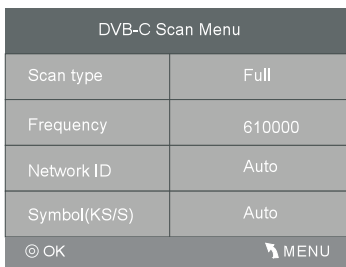 DVB-C Scan Menu
Scan type Full
Frequency 610000
Network ID Auto
Symbol(KS/S) Auto
OK MENU